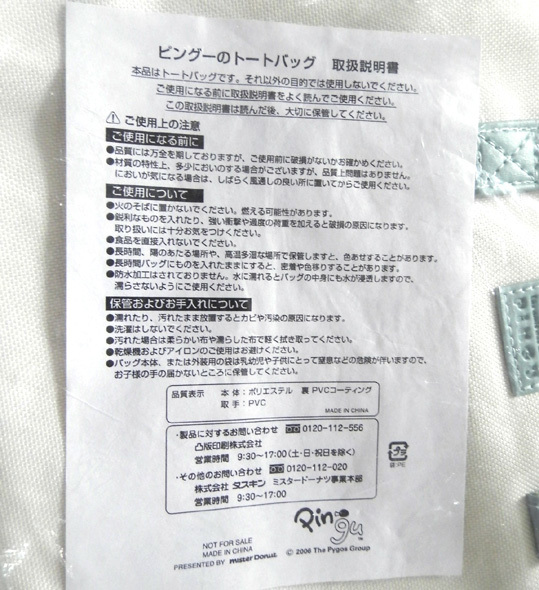 ピングーのトートバッグ　取扱説明書
本品はトートバッグです。それ以外の目的では使用しないでください。
ご使用になる前に取扱説明書をよく読んでご使用ください。
この取扱説明書は読んだ後、大切に保管してください。
⚠ ご使用上の注意
ご使用になる前に
●品質には万全を期しておりますが、ご使用前に破損がないかお確かめください。
●材質の特性上、多少においのする場合がございますが、品質上問題はありません。
においが気になる場合は、しばらく風通しの良い所に置いてからご使用ください。
ご使用について
●火のそばに置かないでください。燃える可能性があります。
●鋭利なものを入れたり、強い衝撃や過度の荷重を加えると破損の原因になります。
取り扱いには十分お気をつけください。
●食品を直接入れないでください。
●長時間、陽のあたる場所や、高温多湿な場所で保管しますと、色あせすることがあります。
●長時間バッグにものを入れたままにすると、密着や色移りすることがあります。
●防水加工はされておりません。水に濡れるとバッグの中身にも水が浸透しますので、
濡らさないようにご使用ください。
保管およびお手入れについて
●濡れたり、汚れたまま放置するとカビや汚染の原因になります。
●洗濯はしないでください。
●汚れた場合は柔らかい布や濡らした布で軽く拭き取ってください。
●乾燥機およびアイロンのご使用はお避けください。
●バッグ本体、または外装用の袋は乳幼児や子供にとって窒息などの危険が伴いますので、
お子様の手の届かないところに保管してください。
品質表示　本 体：ポリエステル　裏 PVCコーティング
取 手：PVC
MADE IN CHINA
・製品に対するお問い合わせ 0120-112-556
凸版印刷株式会社
営業時間　9:30～17:00（土・日・祝日を除く）
・その他のお問い合わせ 0120-112-020
株式会社 ダスキン ミスタードーナツ事業本部
営業時間　9:30～17:00
プラ
袋:PE
Pingu
NOT FOR SALE
MADE IN CHINA
PRESENTED BY mister Donut © 2006 The Pygos Group